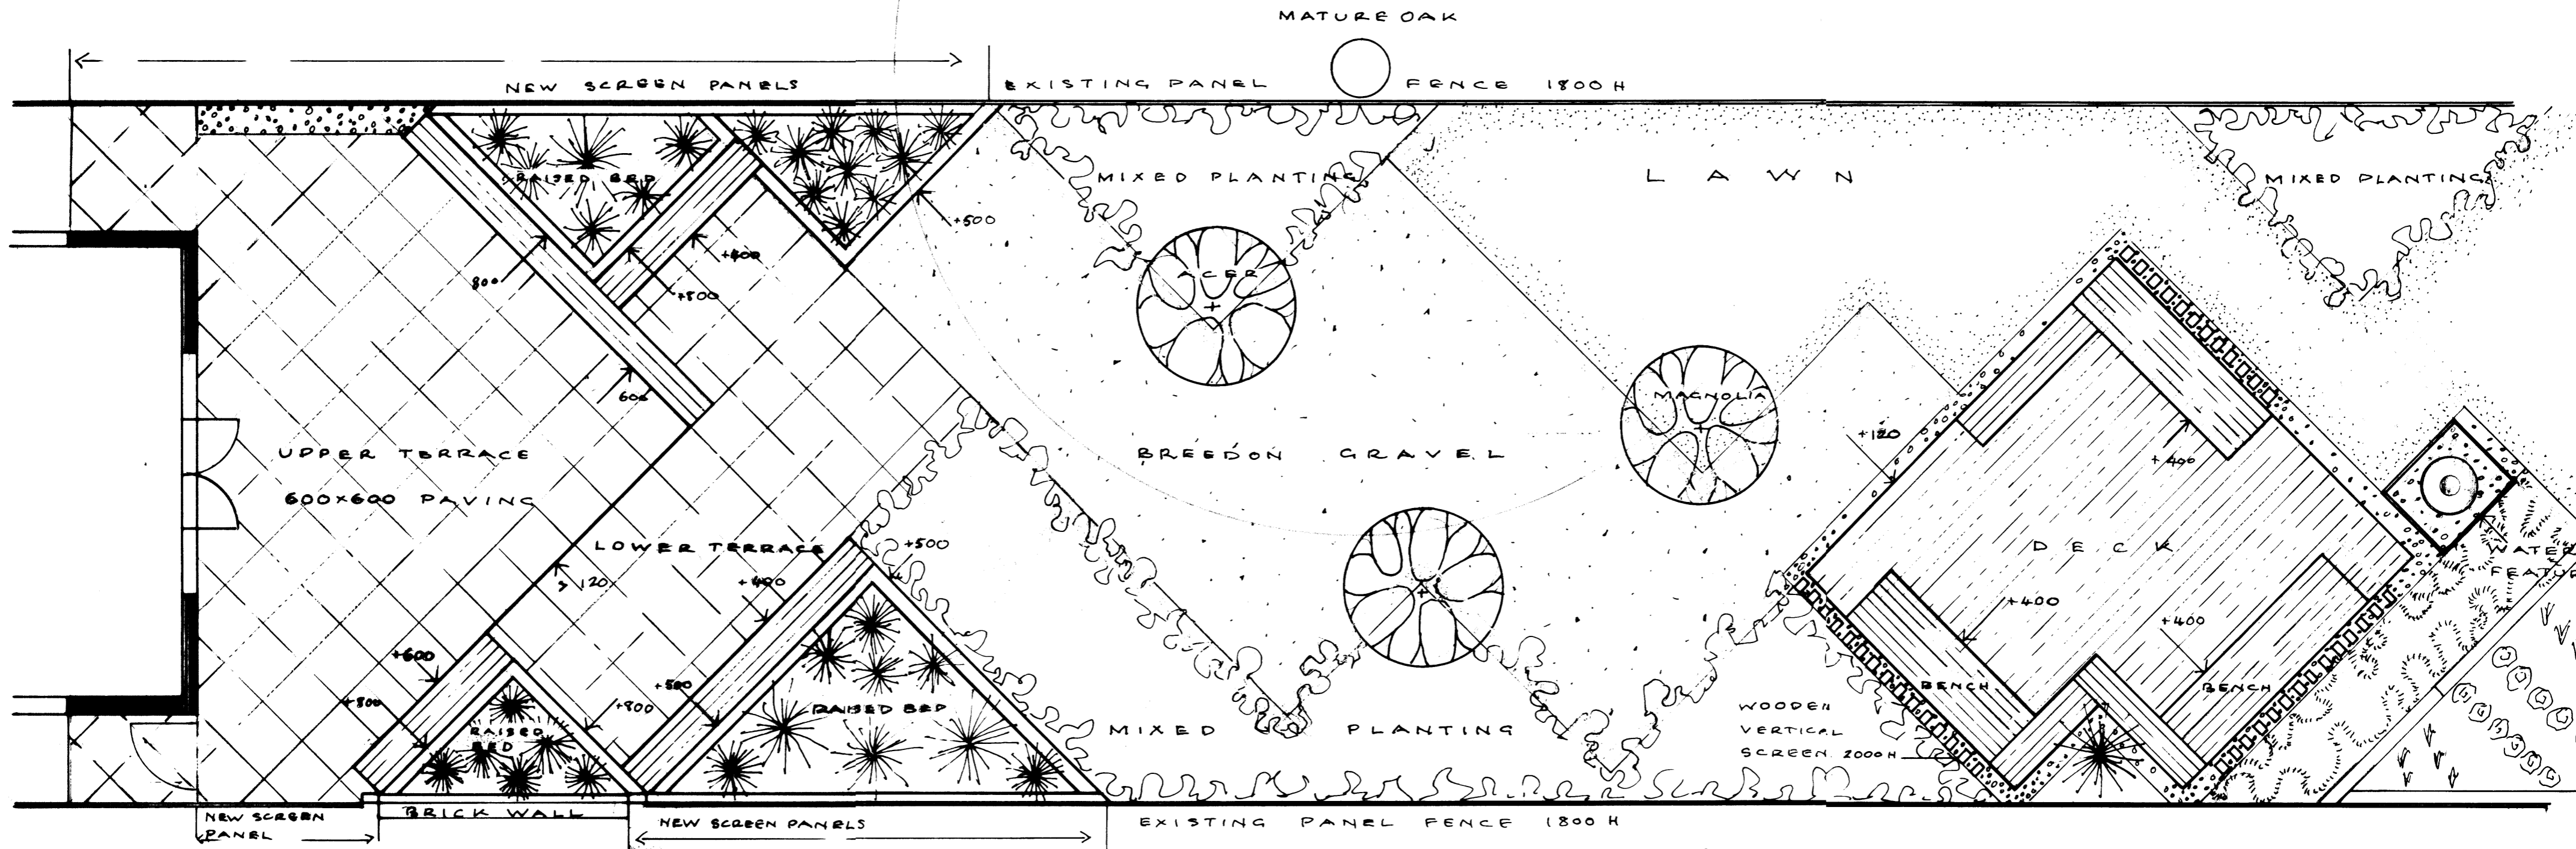 MATURE OAK
NEW SCREEN PANELS
EXISTING PANEL FENCE 1800 H
RAISED BED
MIXED PLANTING
LAWN
MIXED PLANTING
+500
+400
800
+800
ACER
600
MAGNOLIA
+120
+400
UPPER TERRACE
600×600 PAVING
BREEDON GRAVEL
LOWER TERRACE
+500
120
+400
DECK
WATER
+400
+400
+600
+800
+500
+800
RAISED BED
RAISED
BED
BENCH
BENCH
MIXED PLANTING
WOODEN
VERTICAL
SCREEN 2000H
BRICK WALL
NEW SCREEN
PANEL
NEW SCREEN PANELS
EXISTING PANEL FENCE 1800 H